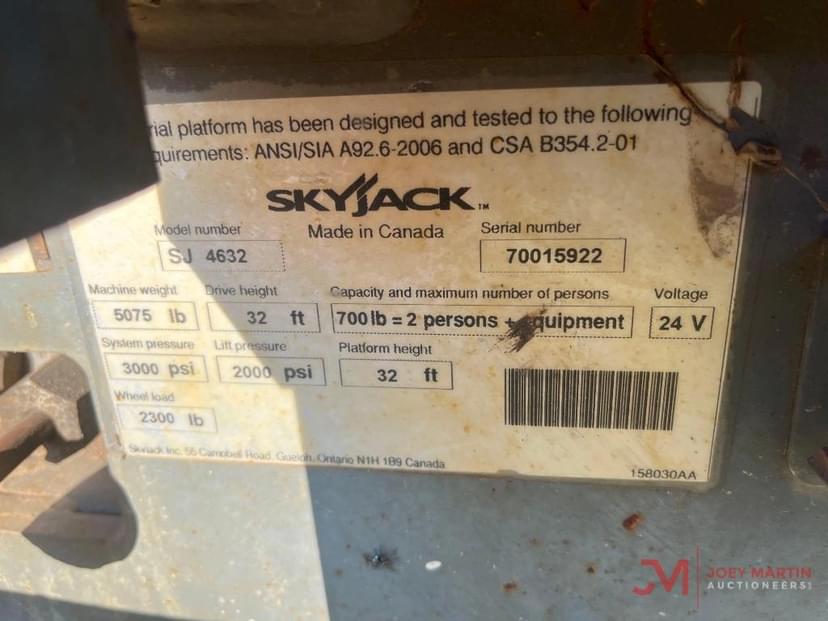 rial platform has been designed and tested to the following
quirements: ANSI/SIA A92.6-2006 and CSA B354.2-01
SKYJACK™
Model number
Made in Canada
Serial number
SJ 4632
70015922
Machine weight
Drive height
Capacity and maximum number of persons
Voltage
5075 lb
32 ft
700 lb = 2 persons + equipment
24 V
System pressure
Lift pressure
Platform height
3000 psi
2000 psi
32 ft
Wheel load
2300 lb
Skyjack Inc. 55 Campbell Road, Guelph, Ontario N1H 1B9 Canada
158030AA
JM JOEY MARTIN
AUCTIONEERS